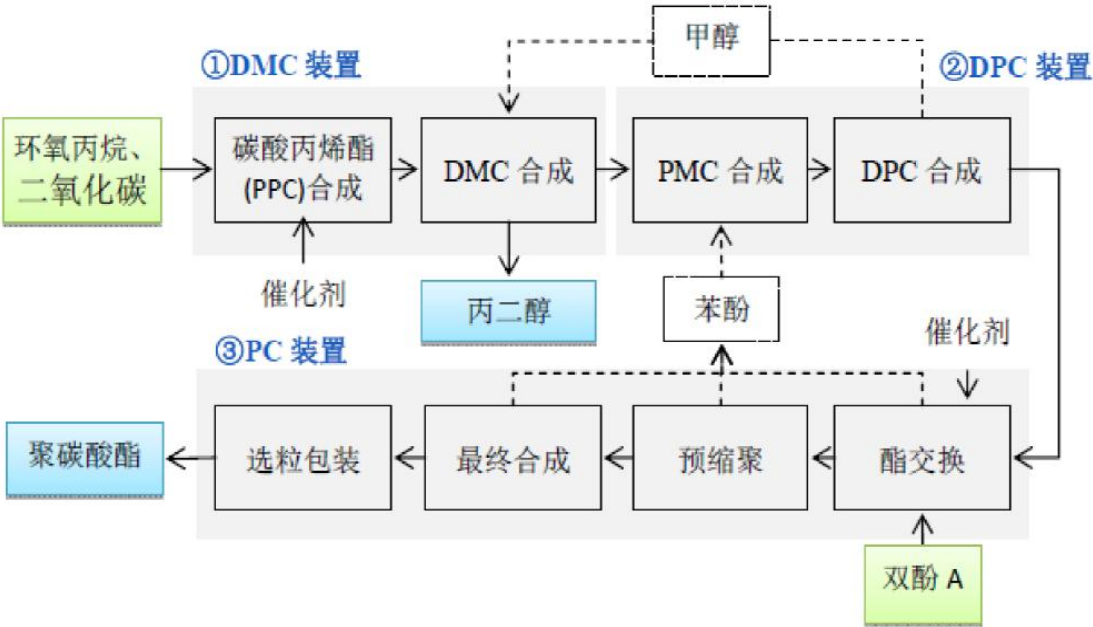 甲醇
①DMC 装置
②DPC 装置
环氧丙烷、
二氧化碳
碳酸丙烯酯
(PPC)合成
DMC 合成
PMC 合成
DPC 合成
催化剂
丙二醇
苯酚
催化剂
③PC 装置
聚碳酸酯
选粒包装
最终合成
预缩聚
酯交换
双酚 A